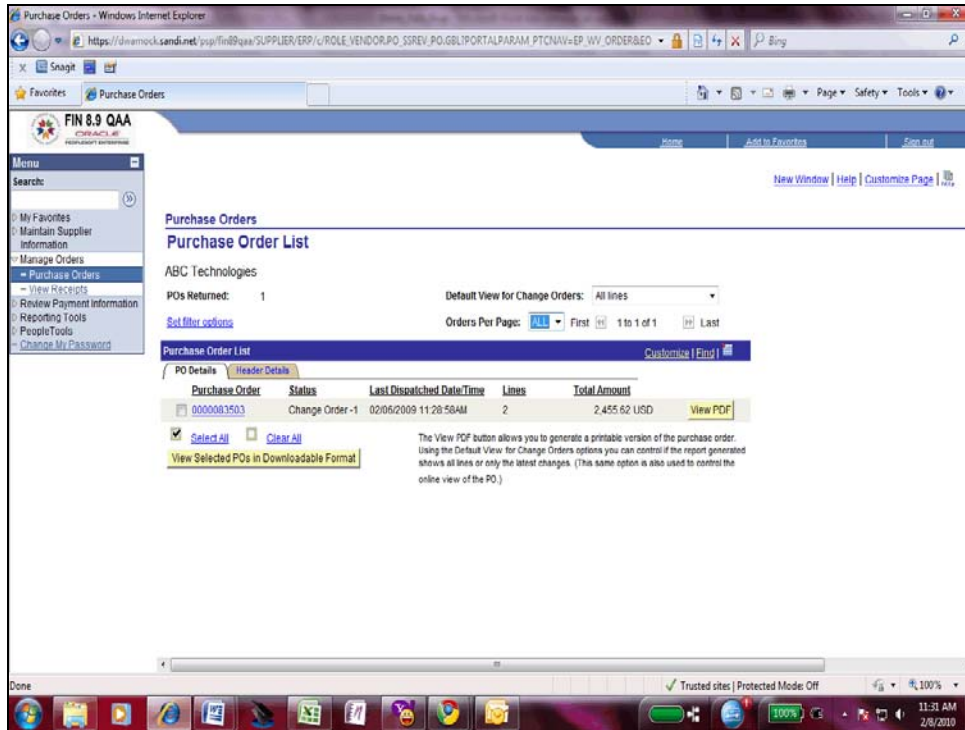 Purchase Orders - Windows Internet Explorer
https://dwamock.sandi.net/psp/fin89qaa/SUPPLIER/ERP/c/ROLE_VENDOR.PO_SSREV_PO.GBL?PORTALPARAM_PTCNAV=EP_WV_ORDER&EO
Bing
x Snagit
Favorites Purchase Orders Page Safety Tools
FIN 8.9 QAA
ORACLE
PEOPLESOFT ENTERPRISE
Home Add to Favorites Sign out
Menu
Search:
New Window | Help | Customize Page |
My Favorites
Maintain Supplier
Information
Manage Orders
- Purchase Orders
- View Receipts
Review Payment Information
Reporting Tools
PeopleTools
- Change My Password
Purchase Orders
Purchase Order List
ABC Technologies
POs Returned: 1 Default View for Change Orders: All lines
Set filter options Orders Per Page: ALL First 1 to 1 of 1 Last
Purchase Order List Customize | Find |
PO Details Header Details
Purchase Order Status Last Dispatched Date/Time Lines Total Amount
0000083503 Change Order -1 02/06/2009 11:28:58AM 2 2,455.62 USD View PDF
Select All Clear All
View Selected POs in Downloadable Format
The View PDF button allows you to generate a printable version of the purchase order.
Using the Default View for Change Orders options you can control if the report generated
shows all lines or only the latest changes. (This same option is also used to control the
online view of the PO.)
Done Trusted sites | Protected Mode: Off 100%
100% 11:31 AM
2/8/2010